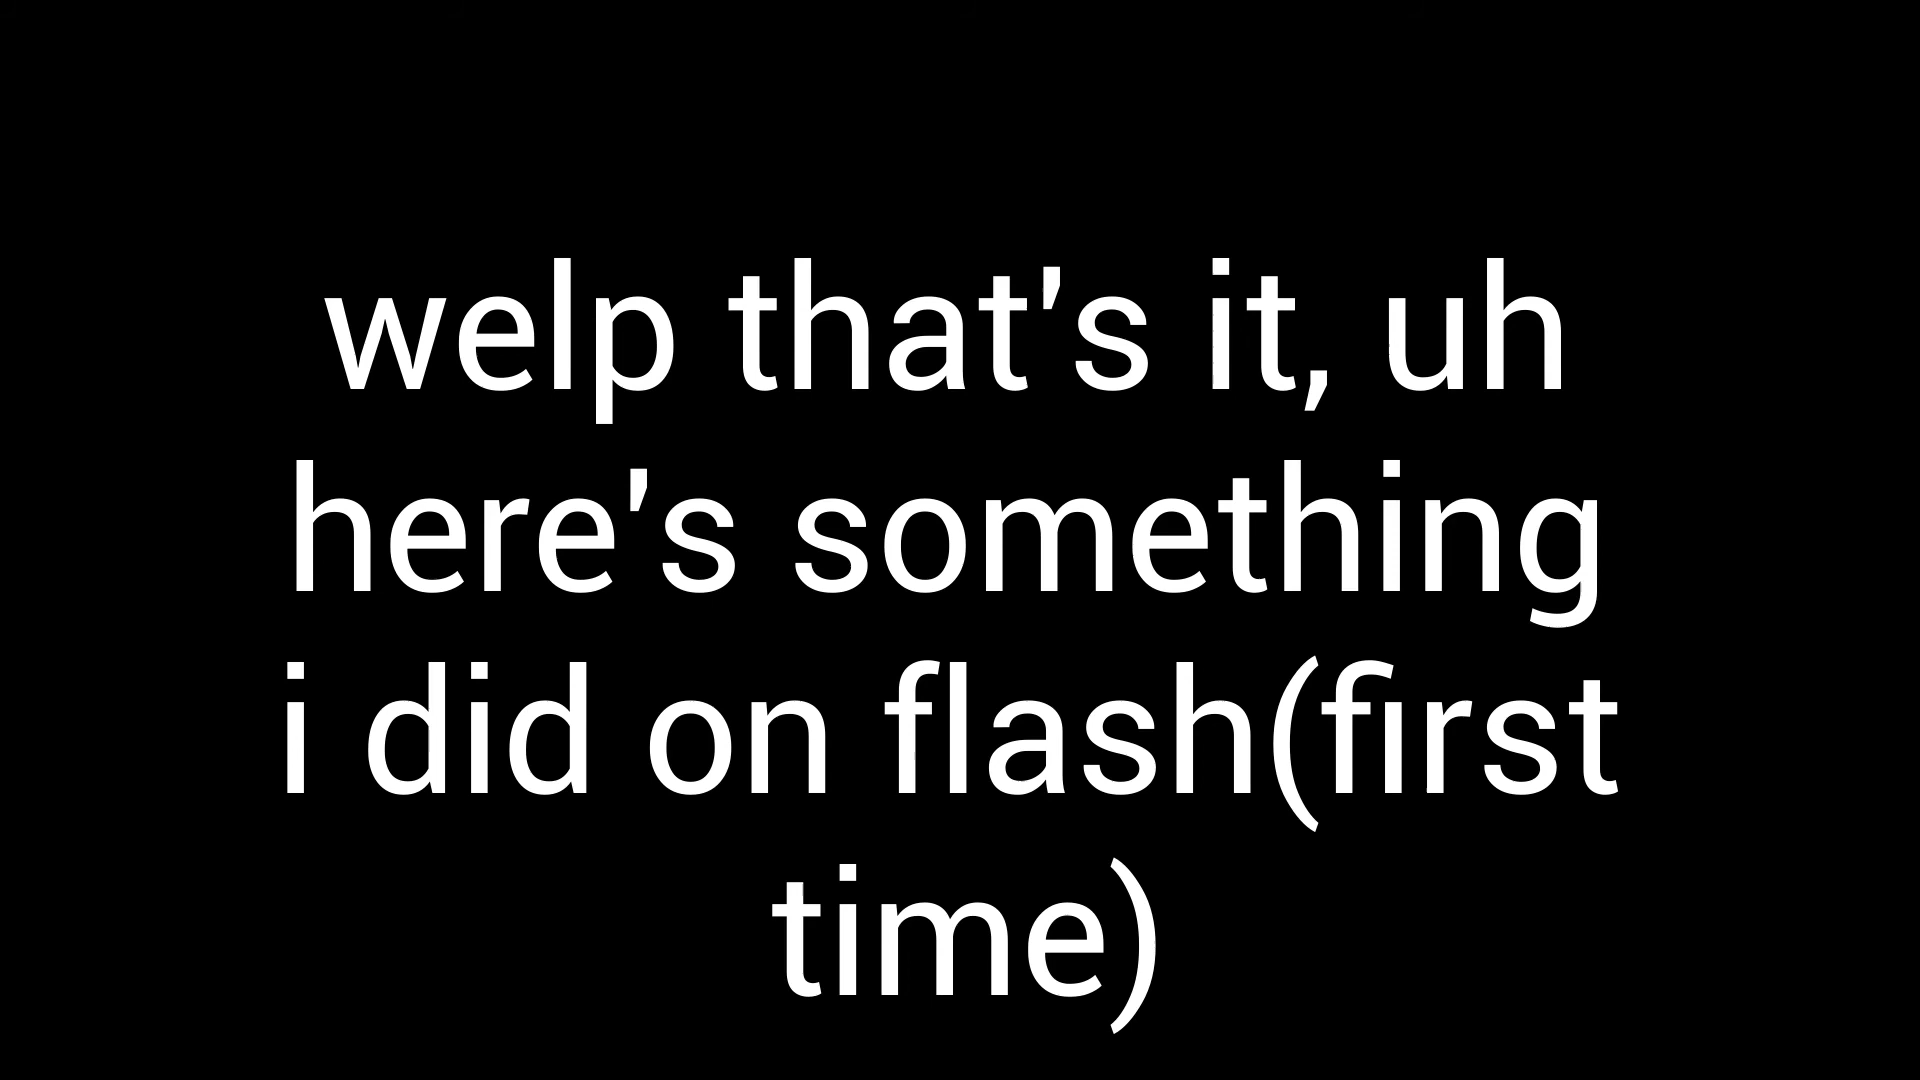 welp that's it, uh
here's something
i did on flash(first
time)